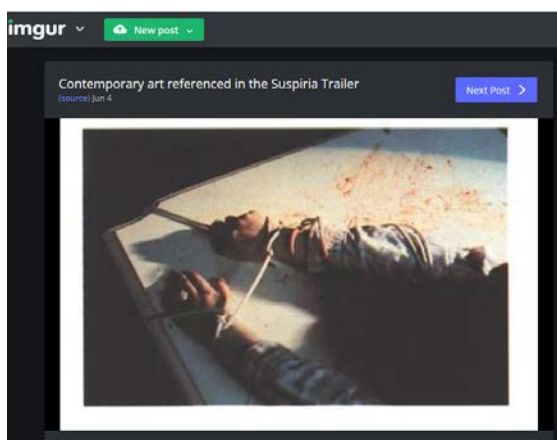 imgur
New post
Contemporary art referenced in the Suspiria Trailer
(source) Jun 4
Next Post